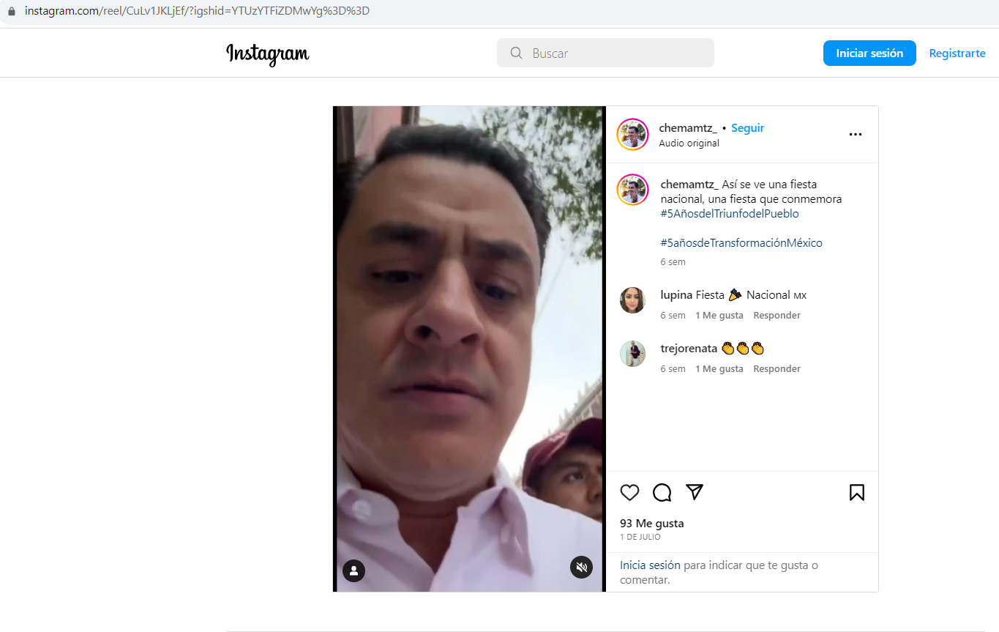 instagram.com/reel/CuLv1JKLjEf/?igshid=YTUzYTFiZDMwYg%3D%3D
Instagram
Buscar
Iniciar sesión
Registrarte
chemamtz_ • Seguir
Audio original
chemamtz_ Así se ve una fiesta
nacional, una fiesta que conmemora
#5AñosdelTriunfodelPueblo
#5añosdeTransformaciónMéxico
6 sem
lupina Fiesta 🎉 Nacional MX
6 sem 1 Me gusta Responder
trejorenata 👏👏👏
6 sem 1 Me gusta Responder
93 Me gusta
1 DE JULIO
Inicia sesión para indicar que te gusta o
comentar.